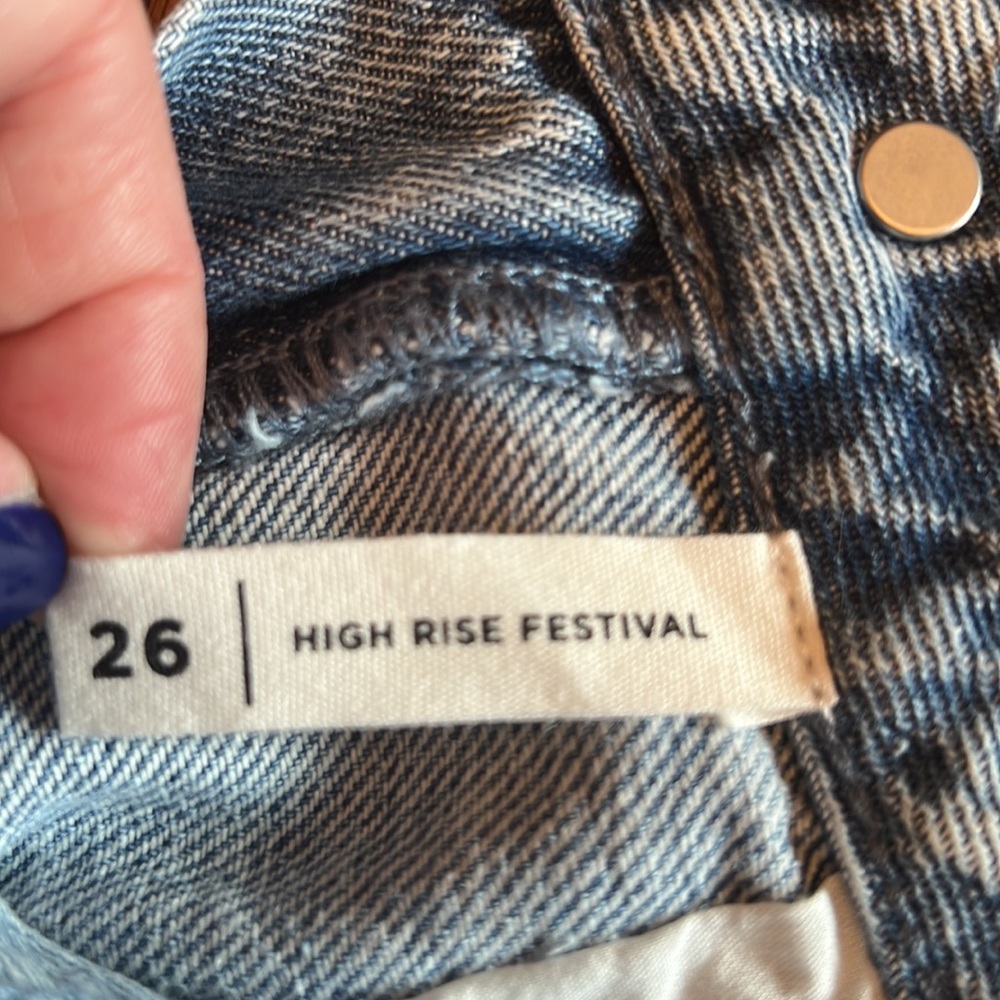 26 | HIGH RISE FESTIVAL